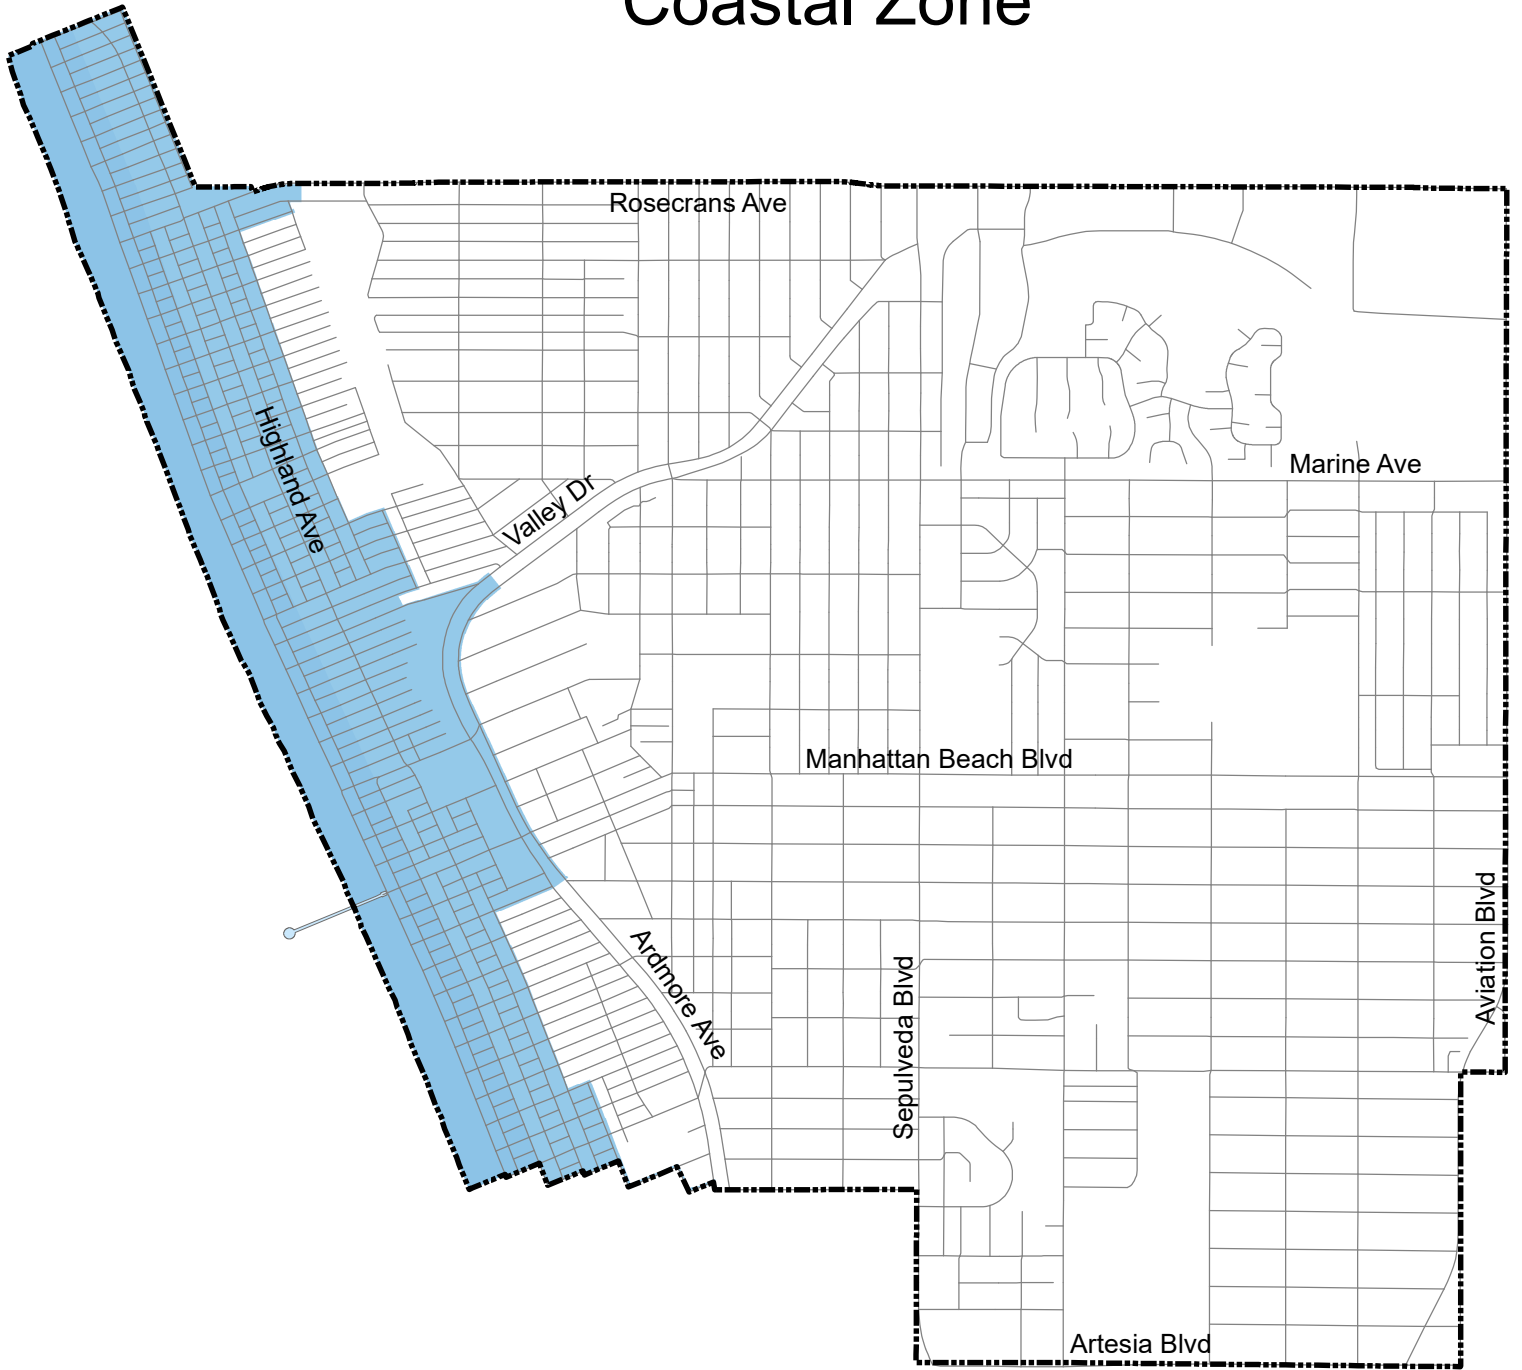 Coastal Zone
Rosecrans Ave
Highland Ave
Valley Dr
Marine Ave
Manhattan Beach Blvd
Ardmore Ave
Sepulveda Blvd
Aviation Blvd
Artesia Blvd